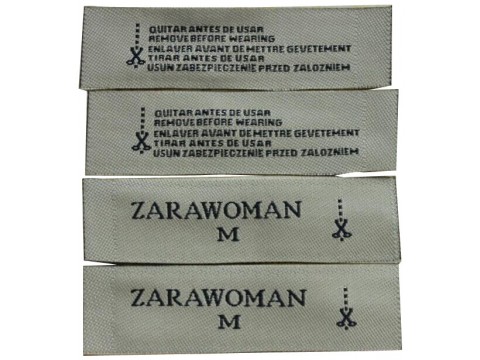 QUITAR ANTES DE USAR
REMOVE BEFORE WEARING
ENLAVER AVANT DE METTRE GEVETEMENT
TIRAR ANTES DE USAR
USUN ZABEZPIECZENIE PRZED ZALOZNIEM
QUITAR ANTES DE USAR
REMOVE BEFORE WEARING
ENLAVER AVANT DE METTRE GEVETEMENT
TIRAR ANTES DE USAR
USUN ZABEZPIECZENIE PRZED ZALOZNIEM
ZARAWOMAN
M
ZARAWOMAN
M